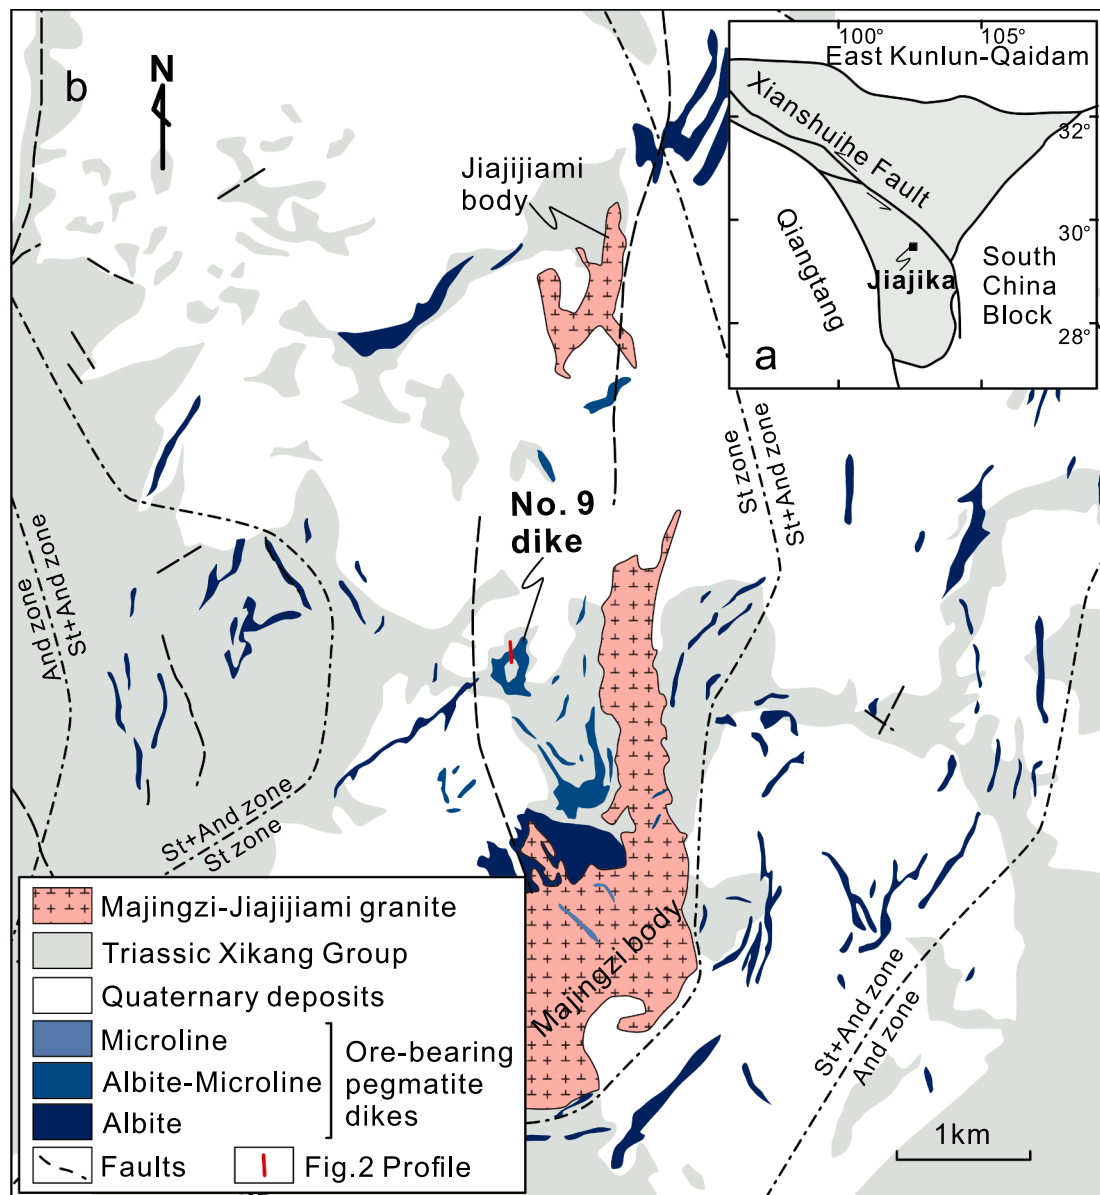 b
N
Jiajijiami
body
100°
105°
East Kunlun-Qaidam
Xianshuihe Fault
32°
30°
28°
Qiangtang
Jiajika
South
China
Block
a
St zone
St+And zone
No. 9
dike
And zone
St+And zone
St+And zone
St zone
Majingzi body
St+And zone
And zone
Majingzi-Jiajijiami granite
Triassic Xikang Group
Quaternary deposits
Microline
Albite-Microline
Albite
Ore-bearing
pegmatite
dikes
Faults
Fig.2 Profile
1km